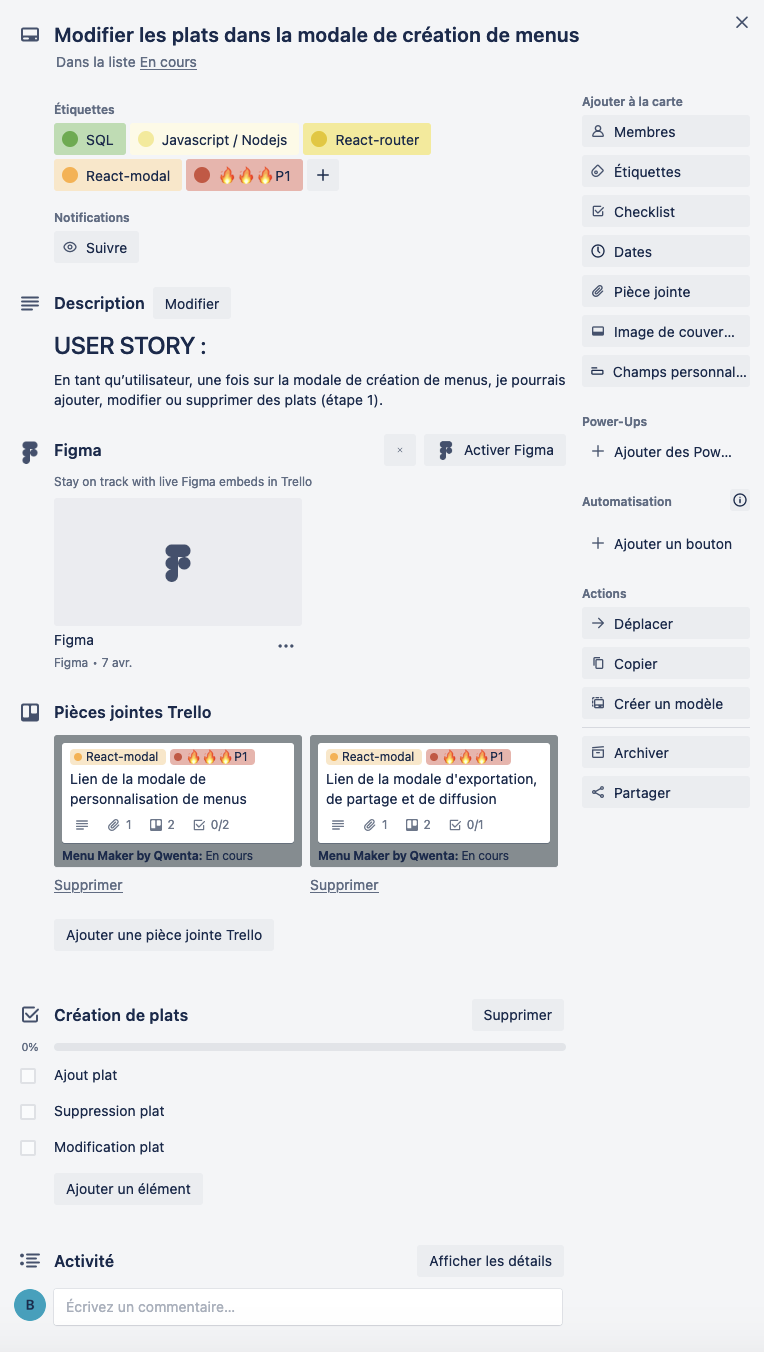 Modifier les plats dans la modale de création de menus
Dans la liste En cours
Étiquettes
SQL
Javascript / Nodejs
React-router
React-modal
🔥🔥🔥P1
Notifications
Suivre
Description
Modifier
USER STORY :
En tant qu’utilisateur, une fois sur la modale de création de menus, je pourrais
ajouter, modifier ou supprimer des plats (étape 1).
Figma
Activer Figma
Stay on track with live Figma embeds in Trello
Figma
Figma • 7 avr.
Pièces jointes Trello
React-modal
🔥🔥🔥P1
Lien de la modale de
personnalisation de menus
1
2
0/2
Menu Maker by Qwenta: En cours
Supprimer
React-modal
🔥🔥🔥P1
Lien de la modale d'exportation,
de partage et de diffusion
1
2
0/1
Menu Maker by Qwenta: En cours
Supprimer
Ajouter une pièce jointe Trello
Création de plats
Supprimer
0%
Ajout plat
Suppression plat
Modification plat
Ajouter un élément
Activité
Afficher les détails
B
Écrivez un commentaire…
Ajouter à la carte
Membres
Étiquettes
Checklist
Dates
Pièce jointe
Image de couver...
Champs personnal...
Power-Ups
Ajouter des Pow...
Automatisation
Ajouter un bouton
Actions
Déplacer
Copier
Créer un modèle
Archiver
Partager